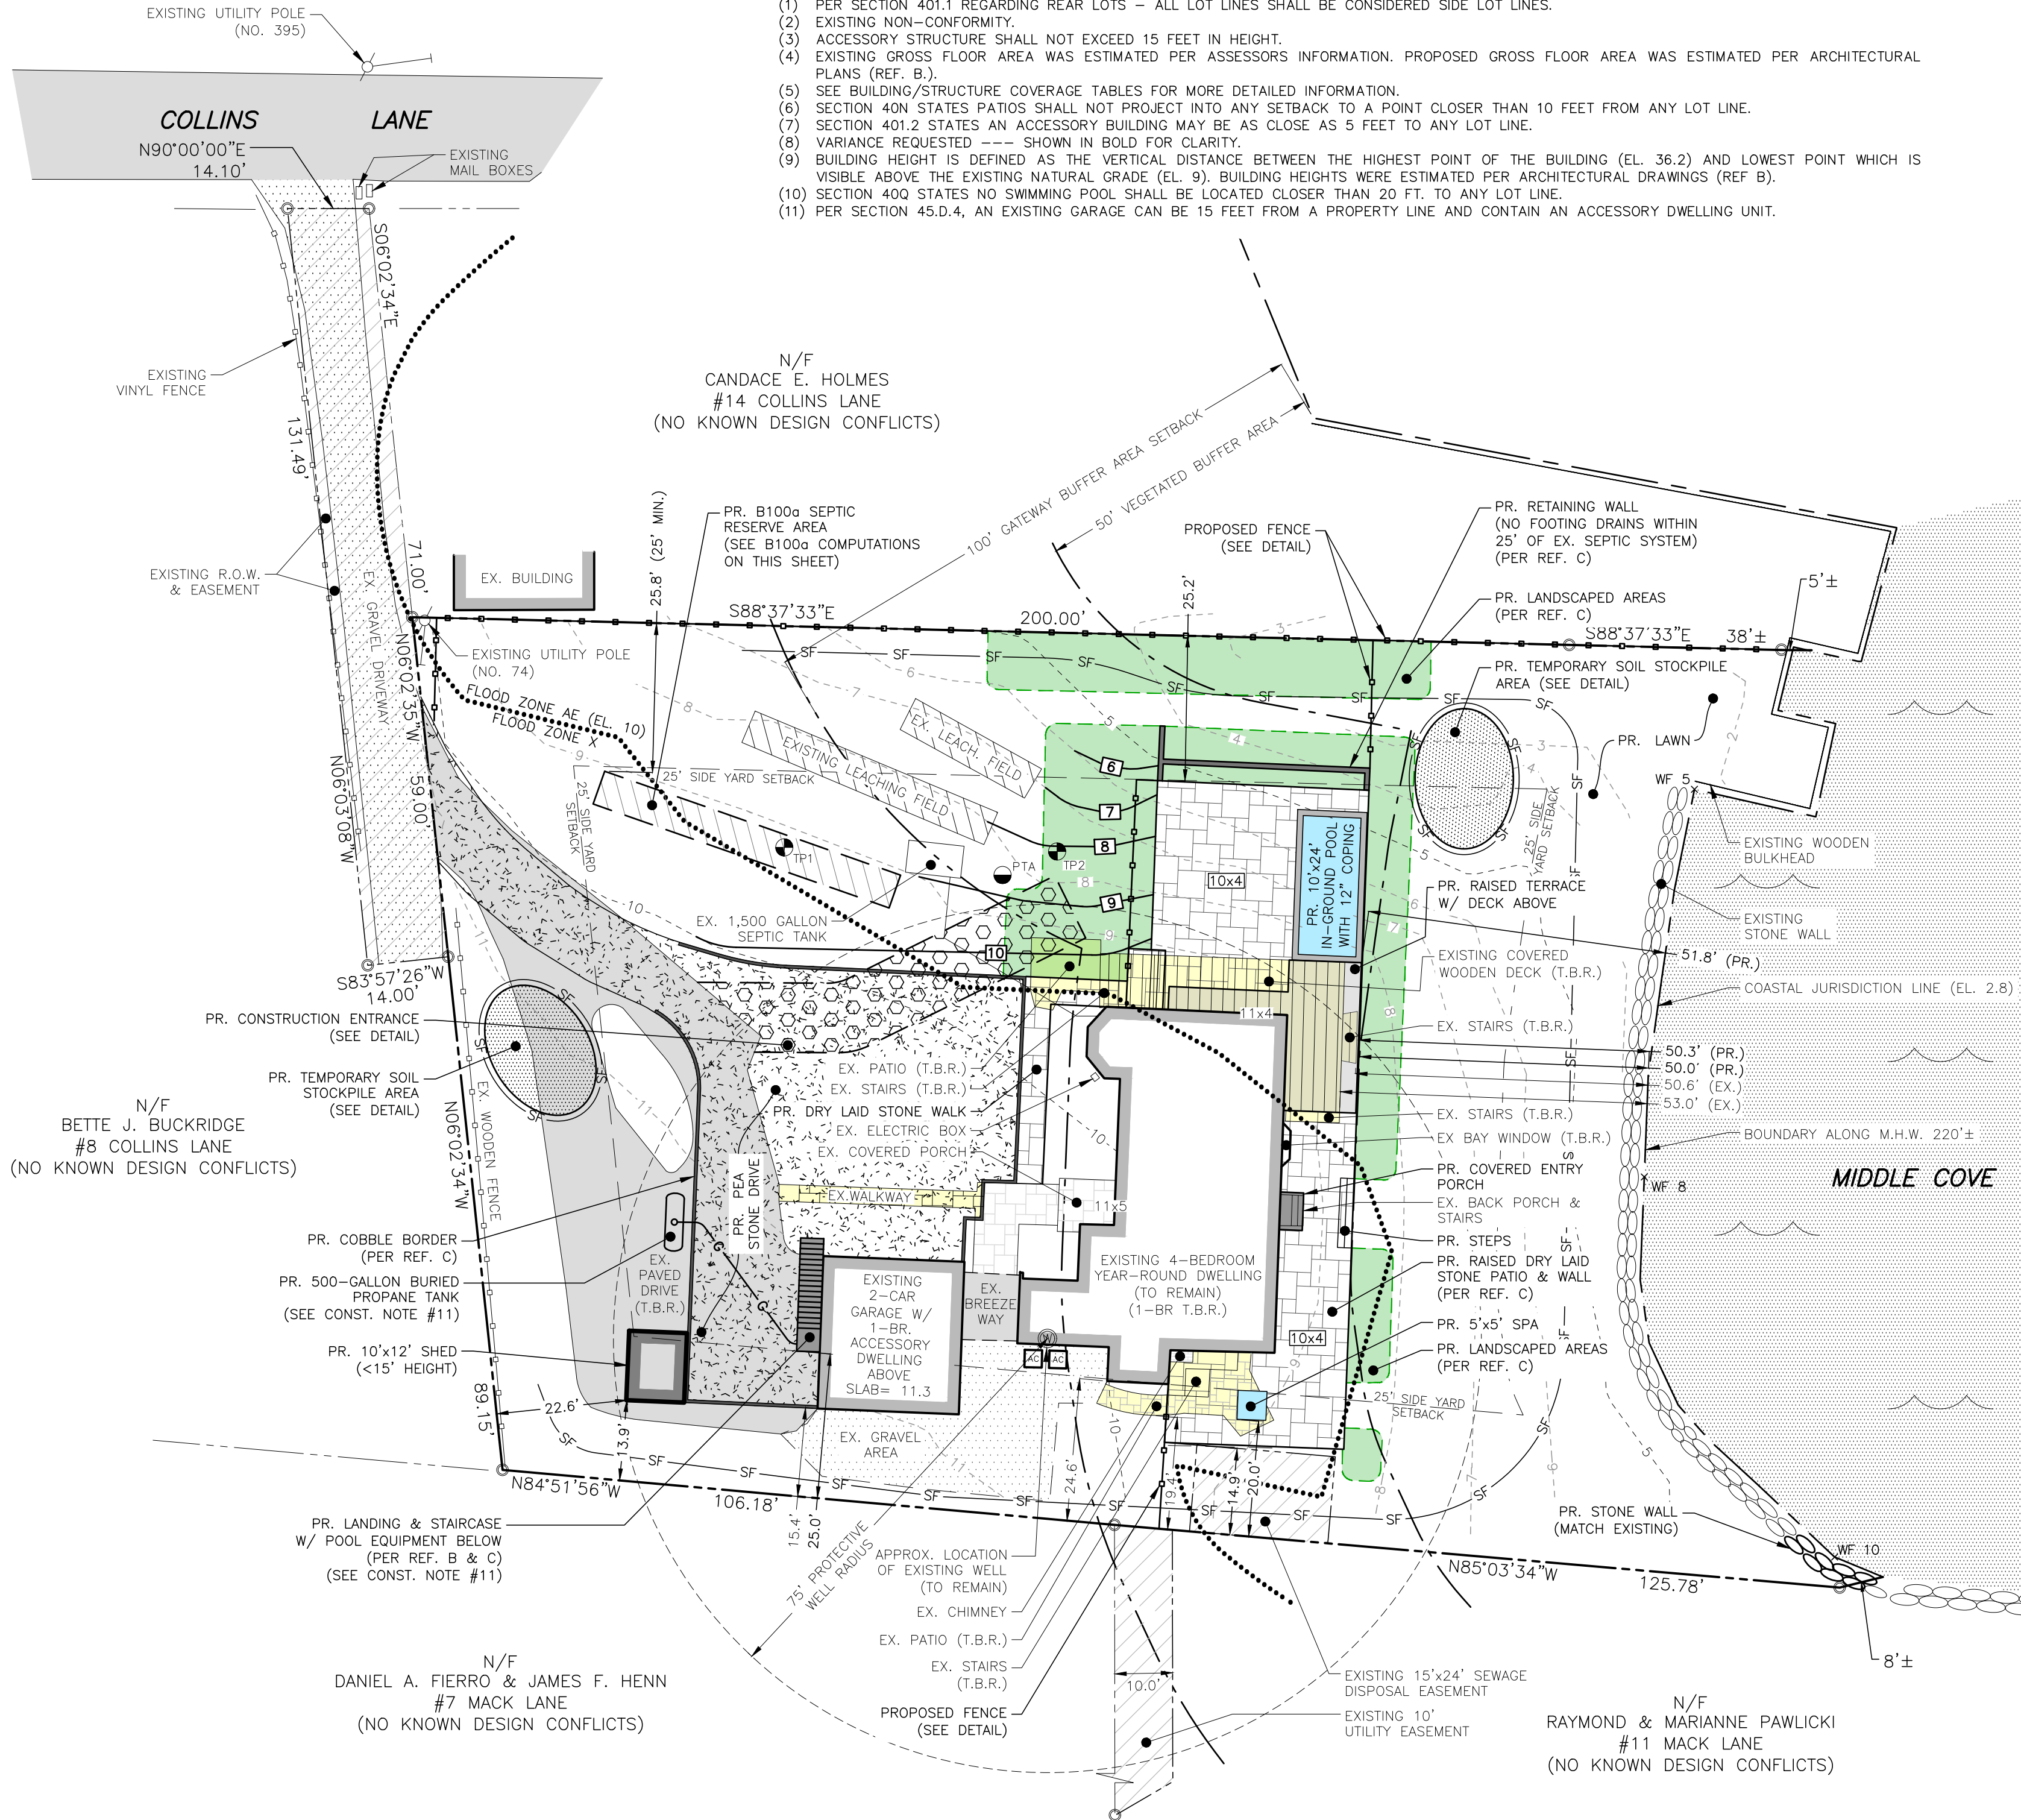 (1) PER SECTION 401.1 REGARDING REAR LOTS – ALL LOT LINES SHALL BE CONSIDERED SIDE LOT LINES.
(2) EXISTING NON–CONFORMITY.
(3) ACCESSORY STRUCTURE SHALL NOT EXCEED 15 FEET IN HEIGHT.
(4) EXISTING GROSS FLOOR AREA WAS ESTIMATED PER ASSESSORS INFORMATION. PROPOSED GROSS FLOOR AREA WAS ESTIMATED PER ARCHITECTURAL
PLANS (REF. B.).
(5) SEE BUILDING/STRUCTURE COVERAGE TABLES FOR MORE DETAILED INFORMATION.
(6) SECTION 40N STATES PATIOS SHALL NOT PROJECT INTO ANY SETBACK TO A POINT CLOSER THAN 10 FEET FROM ANY LOT LINE.
(7) SECTION 401.2 STATES AN ACCESSORY BUILDING MAY BE AS CLOSE AS 5 FEET TO ANY LOT LINE.
(8) VARIANCE REQUESTED ––– SHOWN IN BOLD FOR CLARITY.
(9) BUILDING HEIGHT IS DEFINED AS THE VERTICAL DISTANCE BETWEEN THE HIGHEST POINT OF THE BUILDING (EL. 36.2) AND LOWEST POINT WHICH IS
VISIBLE ABOVE THE EXISTING NATURAL GRADE (EL. 9). BUILDING HEIGHTS WERE ESTIMATED PER ARCHITECTURAL DRAWINGS (REF B).
(10) SECTION 40Q STATES NO SWIMMING POOL SHALL BE LOCATED CLOSER THAN 20 FT. TO ANY LOT LINE.
(11) PER SECTION 45.D.4, AN EXISTING GARAGE CAN BE 15 FEET FROM A PROPERTY LINE AND CONTAIN AN ACCESSORY DWELLING UNIT.
EXISTING UTILITY POLE
(NO. 395)
COLLINS LANE
N90°00'00"E
14.10'
EXISTING
MAIL BOXES
S06°02'34"E
EXISTING
VINYL FENCE
131.49'
71.00'
EX. GRAVEL DRIVEWAY
EXISTING R.O.W.
& EASEMENT
N06°03'08"W
N06°02'35"W
59.00'
S83°57'26"W
14.00'
N/F
CANDACE E. HOLMES
#14 COLLINS LANE
(NO KNOWN DESIGN CONFLICTS)
100' GATEWAY BUFFER AREA SETBACK
50' VEGETATED BUFFER AREA
EX. BUILDING
25.8' (25' MIN.)
PR. B100a SEPTIC
RESERVE AREA
(SEE B100a COMPUTATIONS
ON THIS SHEET)
PROPOSED FENCE
(SEE DETAIL)
PR. RETAINING WALL
(NO FOOTING DRAINS WITHIN
25' OF EX. SEPTIC SYSTEM)
(PER REF. C)
PR. LANDSCAPED AREAS
(PER REF. C)
5'±
S88°37'33"E
200.00'
25.2'
S88°37'33"E 38'±
EXISTING UTILITY POLE
(NO. 74)
FLOOD ZONE AE (EL. 10)
FLOOD ZONE X
PR. TEMPORARY SOIL STOCKPILE
AREA (SEE DETAIL)
PR. LAWN
WF 5
25' SIDE YARD SETBACK
25' SIDE YARD
SETBACK
EXISTING LEACHING FIELD
EX. LEACH. FIELD
TP1
PTA
TP2
6
7
8
9
10
10x4
PR. 10'x24'
IN–GROUND POOL
WITH 12" COPING
25' SIDE
YARD SETBACK
EXISTING WOODEN
BULKHEAD
PR. RAISED TERRACE
W/ DECK ABOVE
EXISTING
STONE WALL
EX. 1,500 GALLON
SEPTIC TANK
51.8' (PR.)
EXISTING COVERED
WOODEN DECK (T.B.R.)
COASTAL JURISDICTION LINE (EL. 2.8)
EX. STAIRS (T.B.R.)
50.3' (PR.)
50.0' (PR.)
50.6' (EX.)
53.0' (EX.)
EX. STAIRS (T.B.R.)
EX BAY WINDOW (T.B.R.)
BOUNDARY ALONG M.H.W. 220'±
MIDDLE COVE
WF 8
PR. COVERED ENTRY
PORCH
EX. BACK PORCH &
STAIRS
PR. STEPS
PR. RAISED DRY LAID
STONE PATIO & WALL
(PER REF. C)
PR. 5'x5' SPA
PR. LANDSCAPED AREAS
(PER REF. C)
25' SIDE YARD
SETBACK
PR. CONSTRUCTION ENTRANCE
(SEE DETAIL)
PR. TEMPORARY SOIL
STOCKPILE AREA
(SEE DETAIL)
N/F
BETTE J. BUCKRIDGE
#8 COLLINS LANE
(NO KNOWN DESIGN CONFLICTS)
EX. WOODEN FENCE
N06°02'34"W
89.15'
EX. PATIO (T.B.R.)
EX. STAIRS (T.B.R.)
PR. DRY LAID STONE WALK
EX. ELECTRIC BOX
EX. COVERED PORCH
11x4
11x5
EX.WALKWAY
PR. PEA
STONE DRIVE
PR. COBBLE BORDER
(PER REF. C)
PR. 500–GALLON BURIED
PROPANE TANK
(SEE CONST. NOTE #11)
PR. 10'x12' SHED
(<15' HEIGHT)
EX.
PAVED
DRIVE
(T.B.R.)
G
G
EXISTING
2–CAR
GARAGE W/
1–BR.
ACCESSORY
DWELLING
ABOVE
SLAB= 11.3
EX.
BREEZE
WAY
EXISTING 4–BEDROOM
YEAR–ROUND DWELLING
(TO REMAIN)
(1–BR T.B.R.)
10x4
W
AC
AC
22.6'
13.9'
EX. GRAVEL
AREA
15.4'
25.0'
24.6'
19.4'
14.9'
20.0'
N84°51'56"W
106.18'
N85°03'34"W
125.78'
PR. LANDING & STAIRCASE
W/ POOL EQUIPMENT BELOW
(PER REF. B & C)
(SEE CONST. NOTE #11)
75' PROTECTIVE
WELL RADIUS
APPROX. LOCATION
OF EXISTING WELL
(TO REMAIN)
EX. CHIMNEY
EX. PATIO (T.B.R.)
EX. STAIRS
(T.B.R.)
PROPOSED FENCE
(SEE DETAIL)
10.0'
EXISTING 15'x24' SEWAGE
DISPOSAL EASEMENT
EXISTING 10'
UTILITY EASEMENT
PR. STONE WALL
(MATCH EXISTING)
WF 10
8'±
N/F
DANIEL A. FIERRO & JAMES F. HENN
#7 MACK LANE
(NO KNOWN DESIGN CONFLICTS)
N/F
RAYMOND & MARIANNE PAWLICKI
#11 MACK LANE
(NO KNOWN DESIGN CONFLICTS)